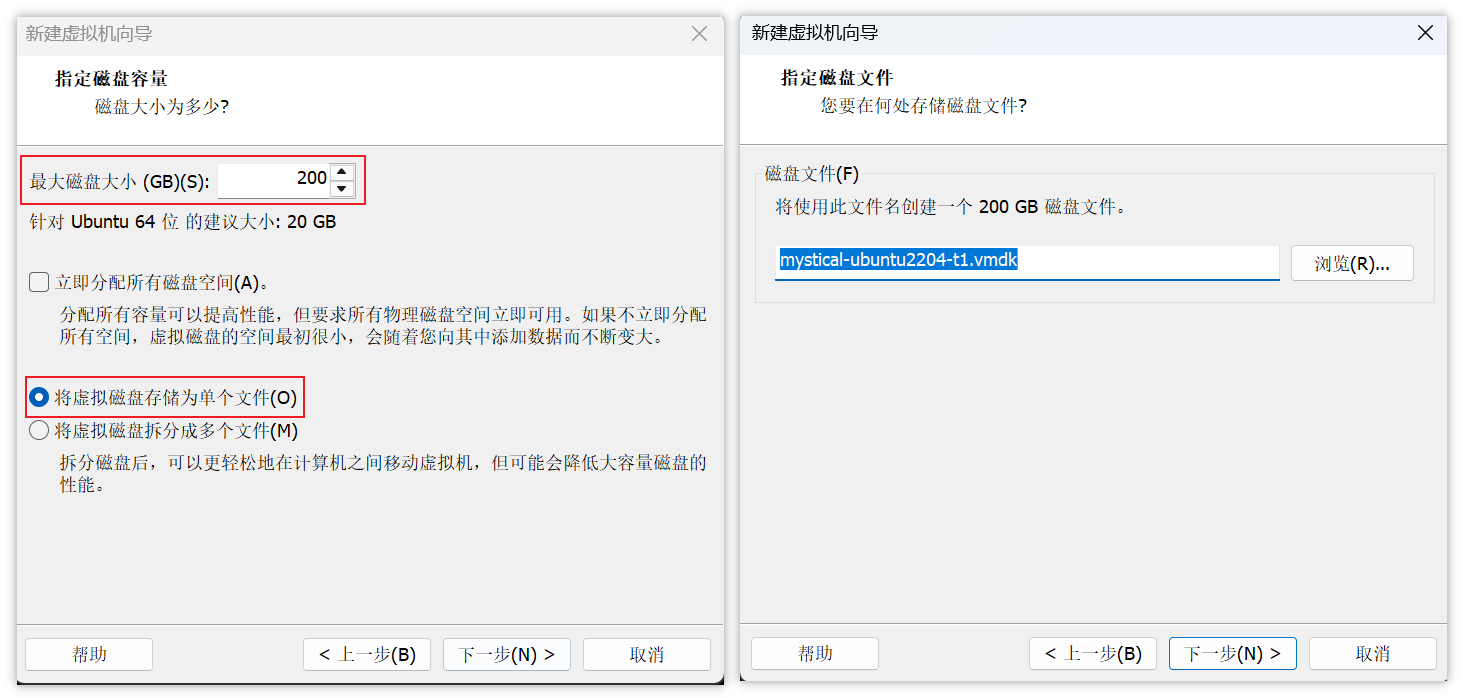 新建虚拟机向导
指定磁盘容量
磁盘大小为多少?
最大磁盘大小 (GB)(S): 200
针对 Ubuntu 64 位 的建议大小: 20 GB
立即分配所有磁盘空间(A)。
分配所有容量可以提高性能，但要求所有物理磁盘空间立即可用。如果不立即分配
所有空间，虚拟磁盘的空间最初很小，会随着您向其中添加数据而不断变大。
将虚拟磁盘存储为单个文件(O)
将虚拟磁盘拆分成多个文件(M)
拆分磁盘后，可以更轻松地在计算机之间移动虚拟机，但可能会降低大容量磁盘的
性能。
帮助 < 上一步(B) 下一步(N) > 取消
新建虚拟机向导
指定磁盘文件
您要在何处存储磁盘文件?
磁盘文件(F)
将使用此文件名创建一个 200 GB 磁盘文件。
mystical-ubuntu2204-t1.vmdk 浏览(R)...
帮助 < 上一步(B) 下一步(N) > 取消